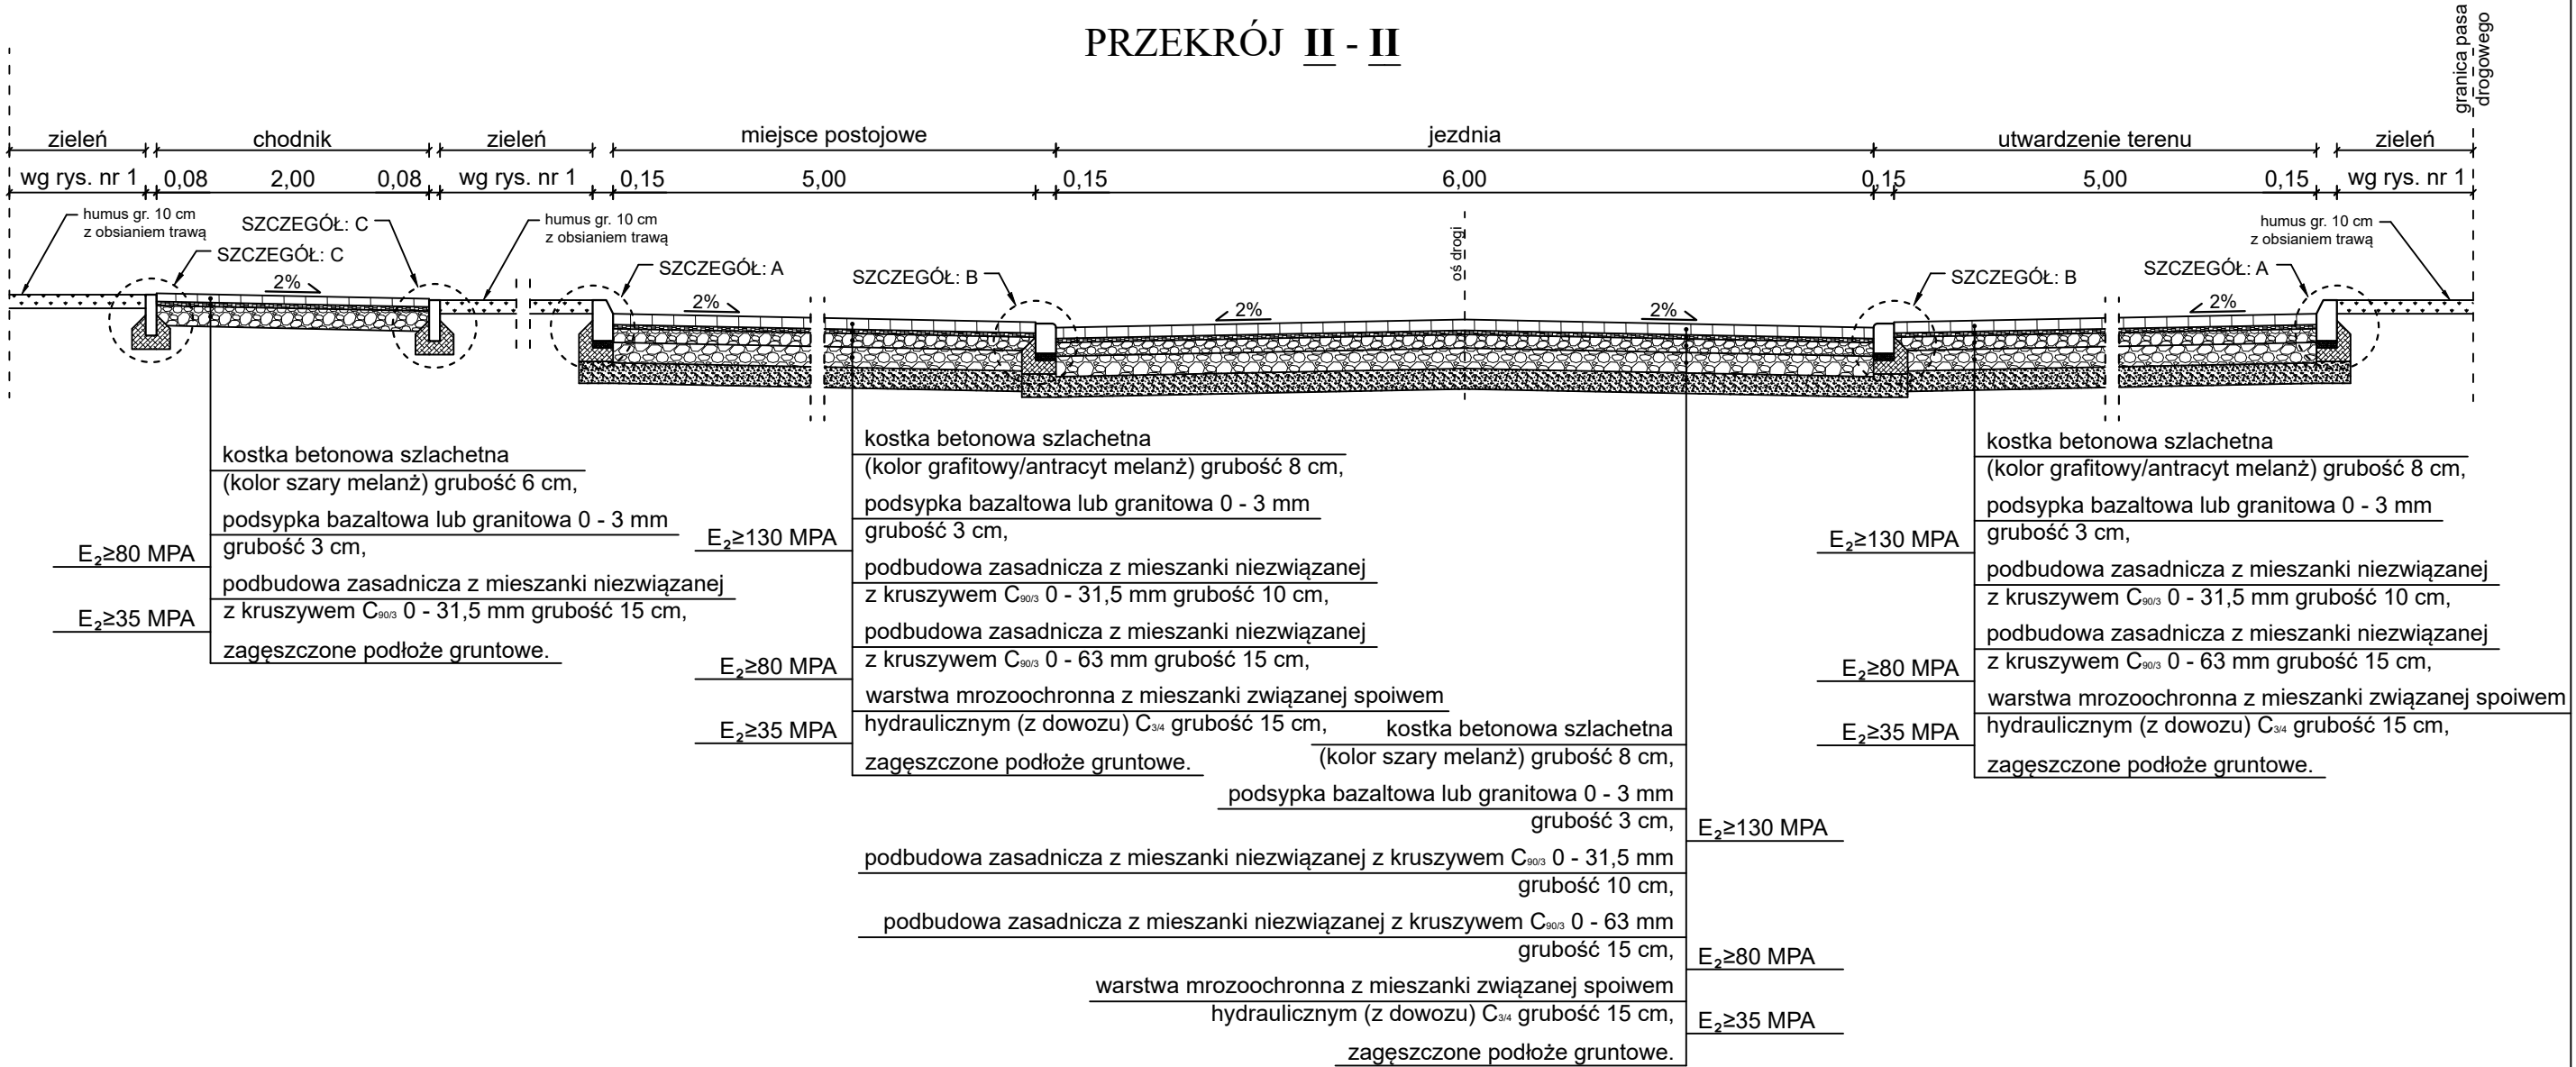 PRZEKRÓJ II - II
granica pasa
drogowego
zieleń
chodnik
zieleń
miejsce postojowe
jezdnia
utwardzenie terenu
zieleń
wg rys. nr 1
0,08
2,00
0,08
wg rys. nr 1
0,15
5,00
0,15
6,00
0,15
5,00
0,15
wg rys. nr 1
humus gr. 10 cm
z obsianiem trawą
SZCZEGÓŁ: C
SZCZEGÓŁ: C
humus gr. 10 cm
z obsianiem trawą
SZCZEGÓŁ: A
SZCZEGÓŁ: B
oś drogi
SZCZEGÓŁ: B
SZCZEGÓŁ: A
humus gr. 10 cm
z obsianiem trawą
2%
2%
2%
2%
2%
kostka betonowa szlachetna
(kolor szary melanż) grubość 6 cm,
podsypka bazaltowa lub granitowa 0 - 3 mm
grubość 3 cm,
E₂≥80 MPA
podbudowa zasadnicza z mieszanki niezwiązanej
z kruszywem C90/3 0 - 31,5 mm grubość 15 cm,
E₂≥35 MPA
zagęszczone podłoże gruntowe.
kostka betonowa szlachetna
(kolor grafitowy/antracyt melanż) grubość 8 cm,
podsypka bazaltowa lub granitowa 0 - 3 mm
grubość 3 cm,
E₂≥130 MPA
podbudowa zasadnicza z mieszanki niezwiązanej
z kruszywem C90/3 0 - 31,5 mm grubość 10 cm,
podbudowa zasadnicza z mieszanki niezwiązanej
z kruszywem C90/3 0 - 63 mm grubość 15 cm,
E₂≥80 MPA
warstwa mrozoochronna z mieszanki związanej spoiwem
hydraulicznym (z dowozu) C3/4 grubość 15 cm,
E₂≥35 MPA
zagęszczone podłoże gruntowe.
kostka betonowa szlachetna
(kolor szary melanż) grubość 8 cm,
podsypka bazaltowa lub granitowa 0 - 3 mm
grubość 3 cm,
E₂≥130 MPA
podbudowa zasadnicza z mieszanki niezwiązanej z kruszywem C90/3 0 - 31,5 mm
grubość 10 cm,
podbudowa zasadnicza z mieszanki niezwiązanej z kruszywem C90/3 0 - 63 mm
grubość 15 cm,
E₂≥80 MPA
warstwa mrozoochronna z mieszanki związanej spoiwem
hydraulicznym (z dowozu) C3/4 grubość 15 cm,
E₂≥35 MPA
zagęszczone podłoże gruntowe.
kostka betonowa szlachetna
(kolor grafitowy/antracyt melanż) grubość 8 cm,
podsypka bazaltowa lub granitowa 0 - 3 mm
grubość 3 cm,
E₂≥130 MPA
podbudowa zasadnicza z mieszanki niezwiązanej
z kruszywem C90/3 0 - 31,5 mm grubość 10 cm,
podbudowa zasadnicza z mieszanki niezwiązanej
z kruszywem C90/3 0 - 63 mm grubość 15 cm,
E₂≥80 MPA
warstwa mrozoochronna z mieszanki związanej spoiwem
hydraulicznym (z dowozu) C3/4 grubość 15 cm,
E₂≥35 MPA
zagęszczone podłoże gruntowe.